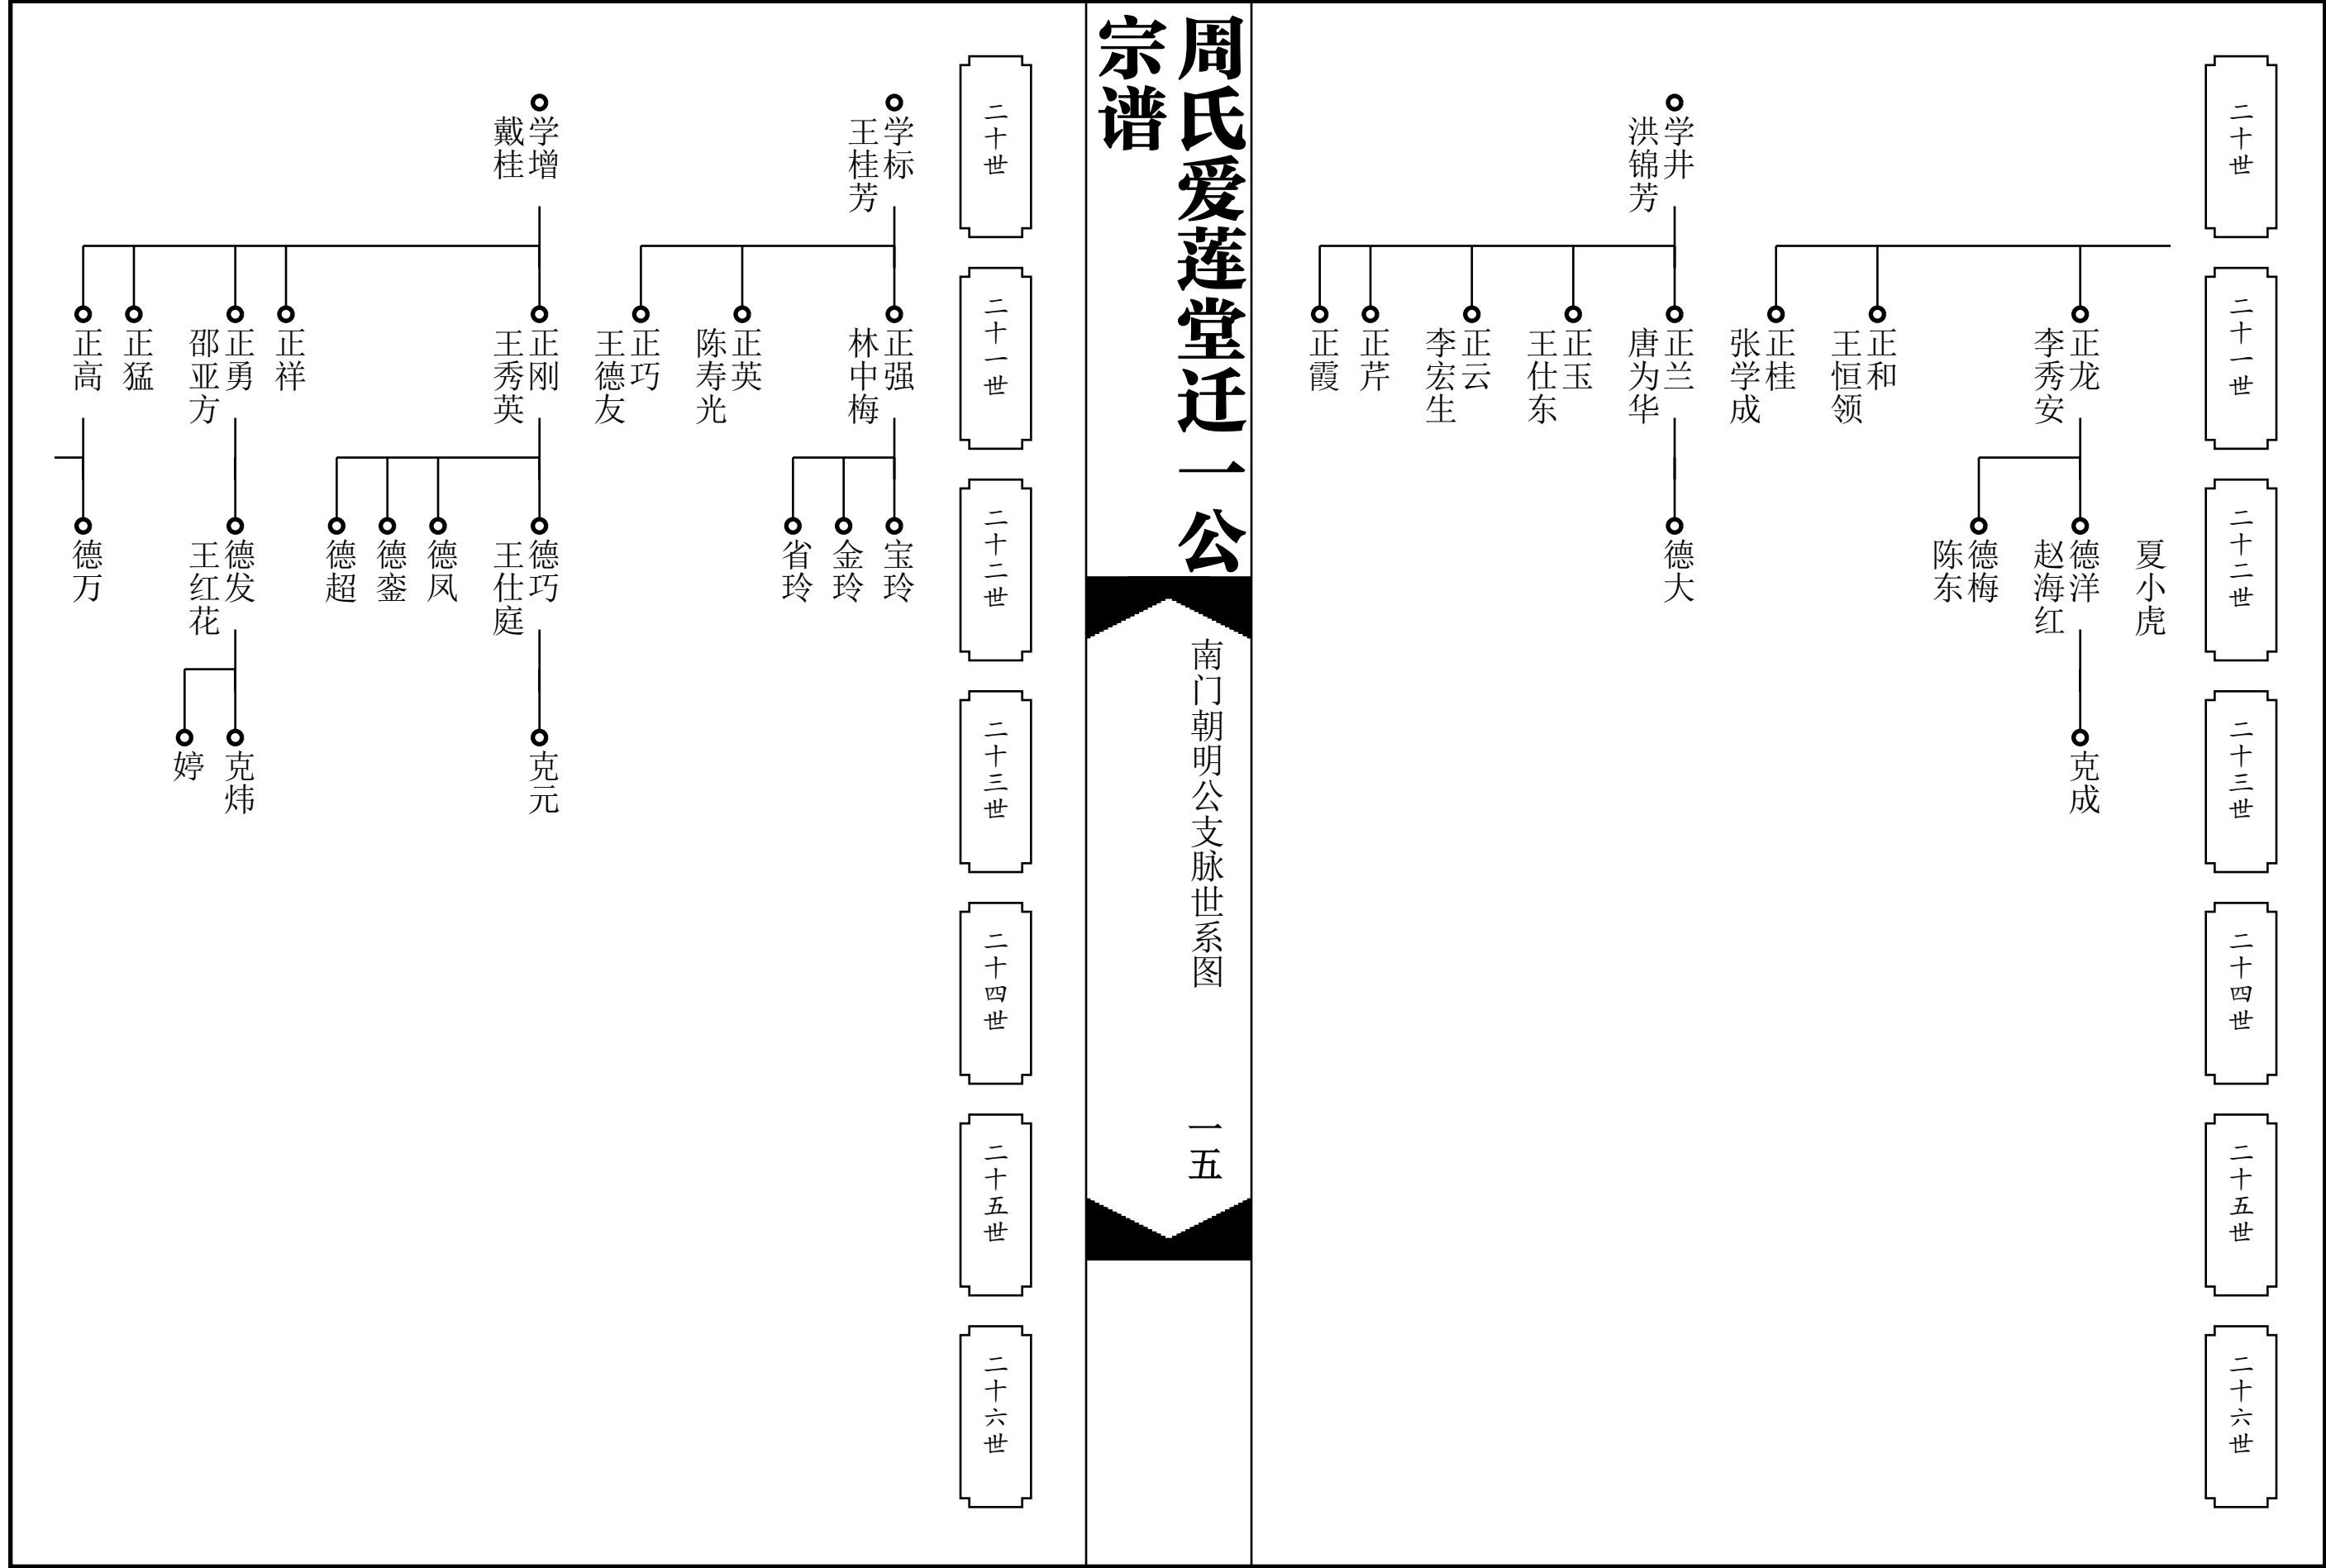 二十世
二十一世
二十二世
二十三世
二十四世
二十五世
二十六世
夏小虎
正龙
李秀安
德洋
赵海红
克成
德梅
陈东
正和
王恒领
正桂
张学成
学井
洪锦芳
正兰
唐为华
德大
正玉
王仕东
正云
李宏生
正芹
正霞
周氏爱莲堂迁一公
宗谱
南门朝明公支脉世系图
一五
二十世
二十一世
二十二世
二十三世
二十四世
二十五世
二十六世
学标
王桂芳
正强
林中梅
宝玲
金玲
省玲
正英
陈寿光
正巧
王德友
学增
戴桂
正刚
王秀英
德巧
王仕庭
克元
德凤
德銮
德超
正祥
正勇
邵亚方
德发
王红花
克炜
婷
正猛
正高
德万